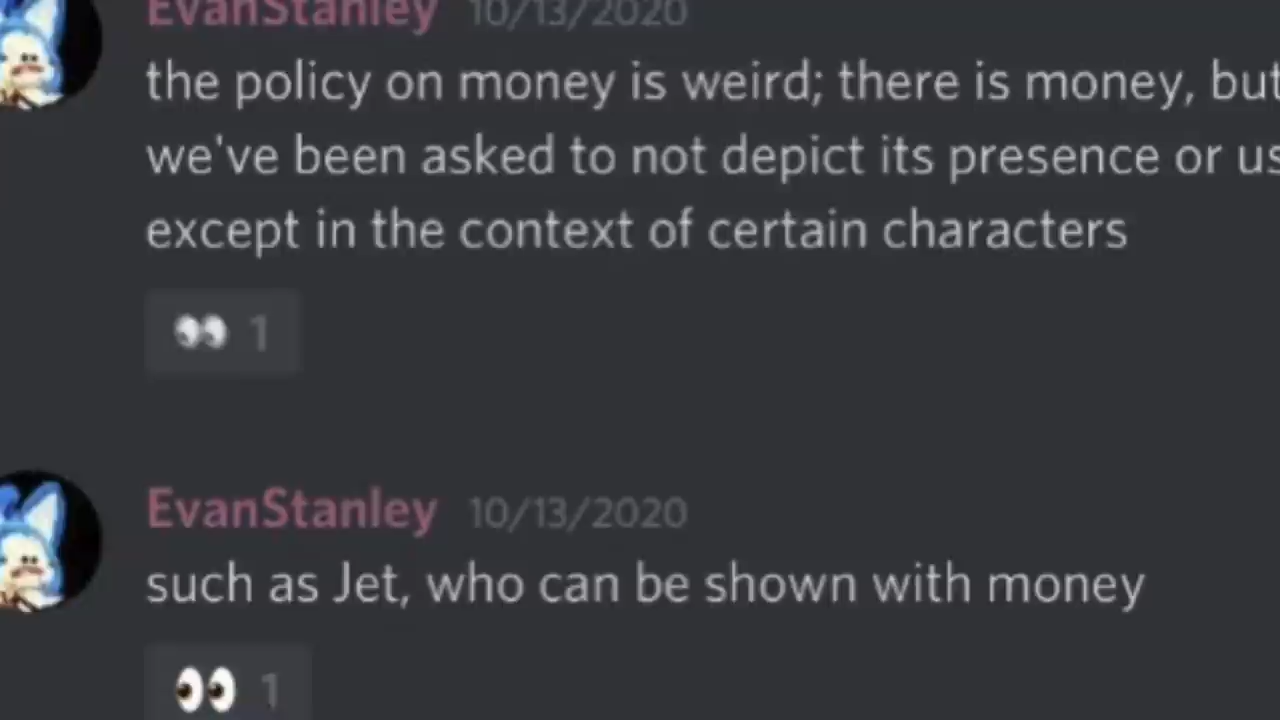 EvanStanley 10/13/2020
the policy on money is weird; there is money, but
we've been asked to not depict its presence or
except in the context of certain characters
1
EvanStanley 10/13/2020
such as Jet, who can be shown with money
1